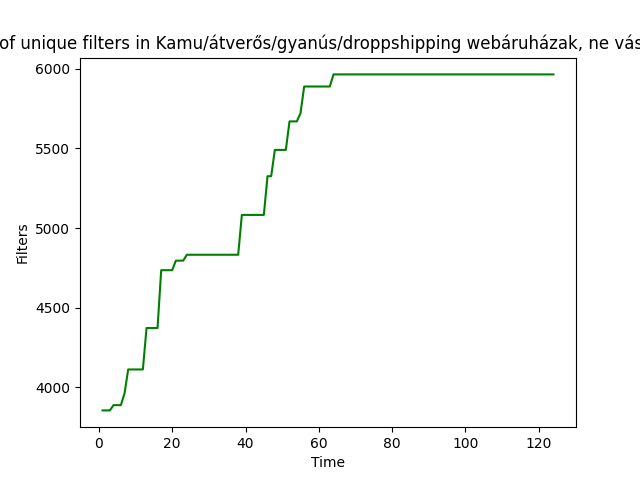 of unique filters in Kamu/átverős/gyanús/droppshipping webáruházak, ne vás
6000
5500
5000
4500
4000
Filters
0 20 40 60 80 100 120
Time